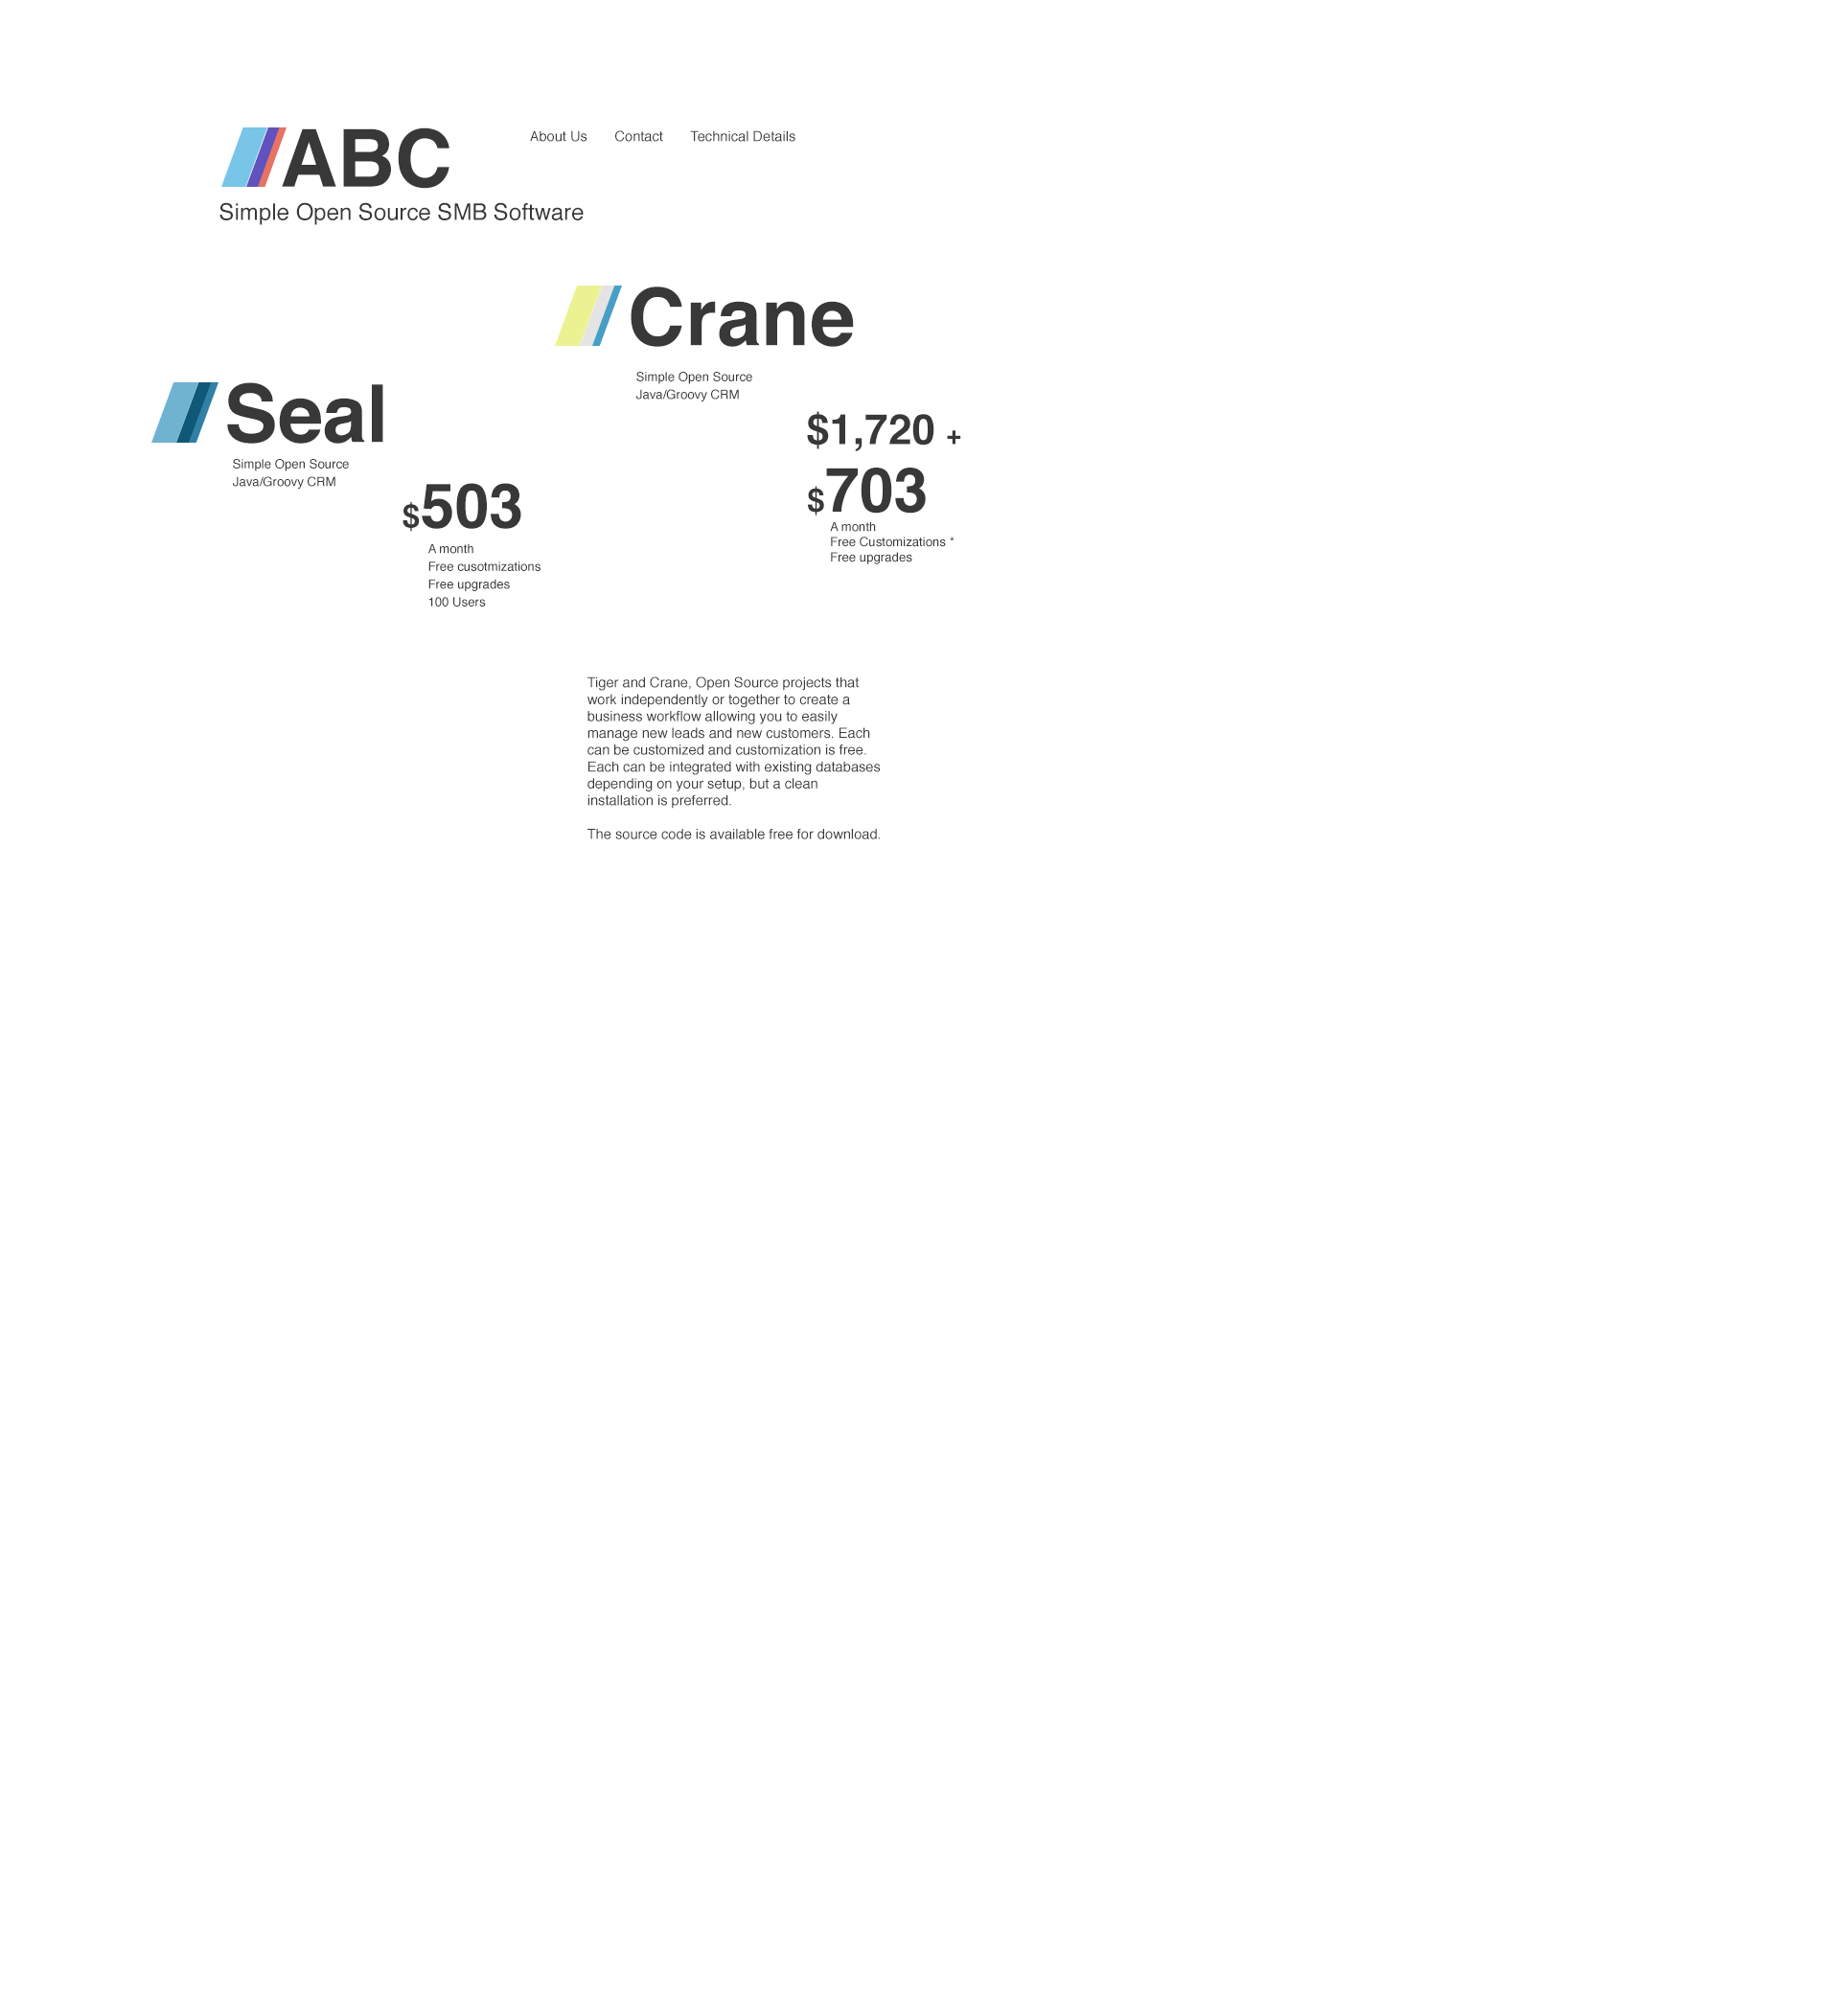 ABC
About Us Contact Technical Details
Simple Open Source SMB Software
Crane
Simple Open Source
Java/Groovy CRM
$1,720 +
$703
A month
Free Customizations *
Free upgrades
Seal
Simple Open Source
Java/Groovy CRM
$503
A month
Free cusotmizations
Free upgrades
100 Users
Tiger and Crane, Open Source projects that
work independently or together to create a
business workflow allowing you to easily
manage new leads and new customers. Each
can be customized and customization is free.
Each can be integrated with existing databases
depending on your setup, but a clean
installation is preferred.
The source code is available free for download.